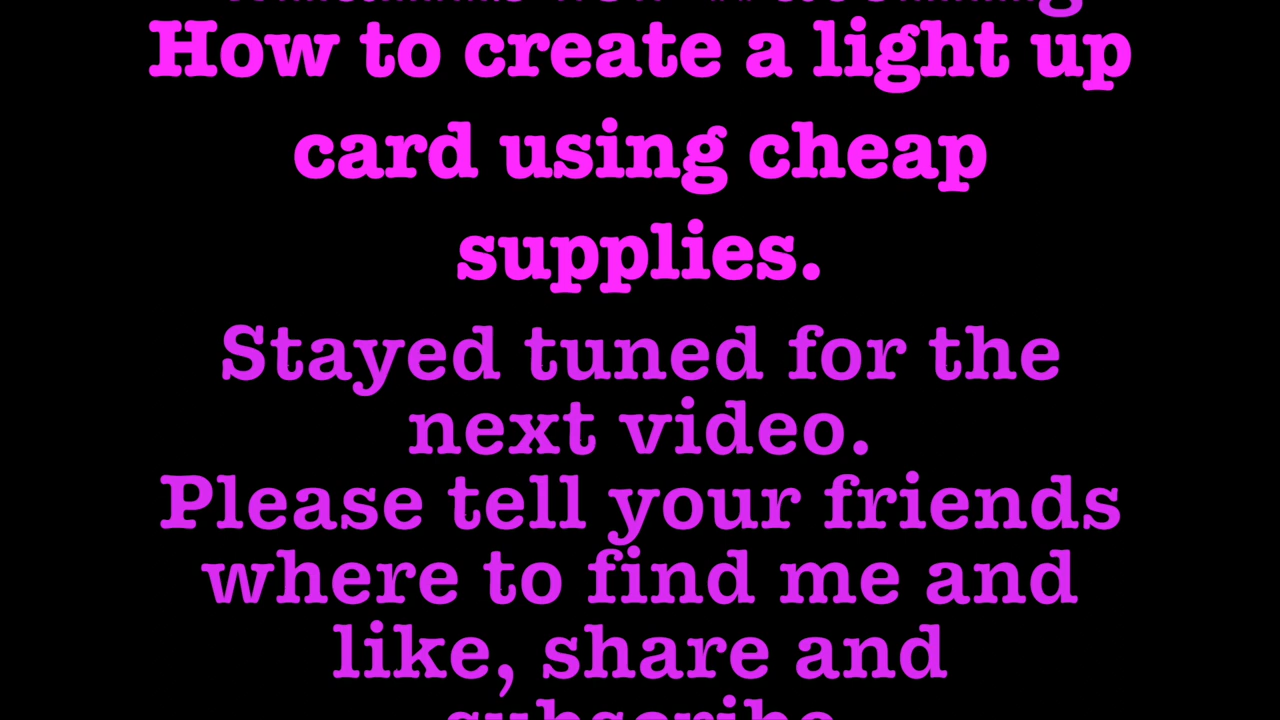 How to create a light up
card using cheap
supplies.
Stayed tuned for the
next video.
Please tell your friends
where to find me and
like, share and
subscribe